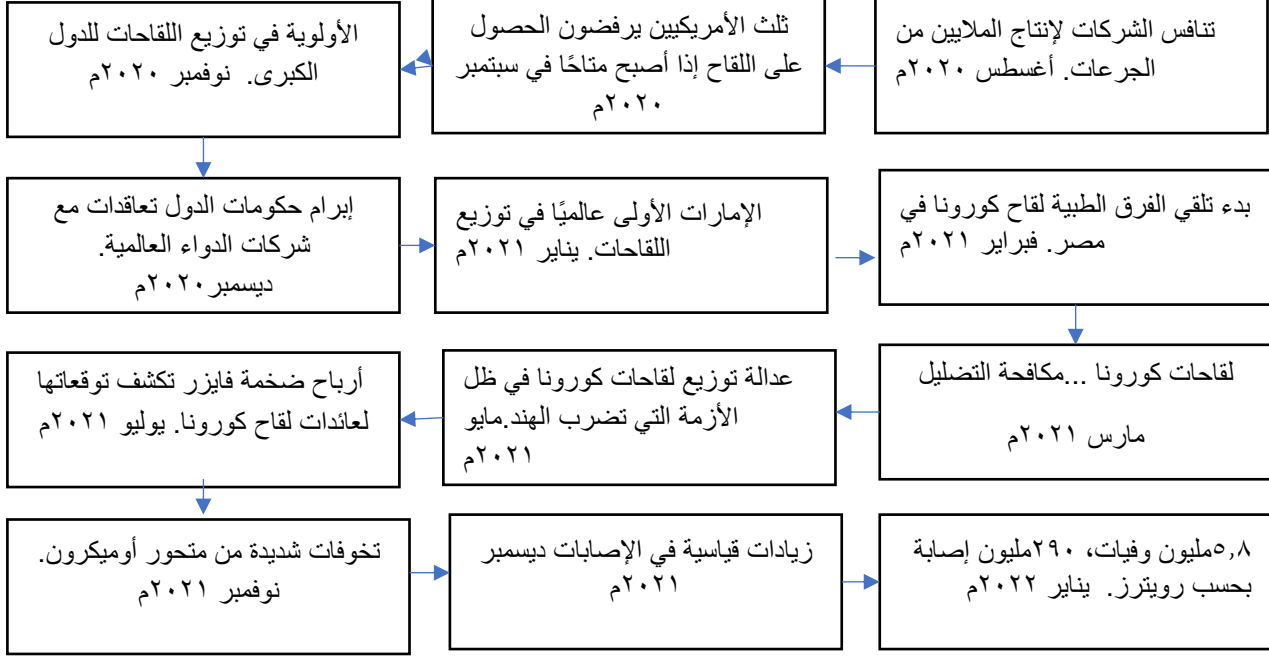 تنافس الشركات لإنتاج الملايين من
الجرعات. أغسطس ٢٠٢٠م
ثلث الأمريكيين يرفضون الحصول
على اللقاح إذا أصبح متاحًا في سبتمبر
٢٠٢٠م
الأولوية في توزيع اللقاحات للدول
الكبرى. نوفمبر ٢٠٢٠م
إبرام حكومات الدول تعاقدات مع
شركات الدواء العالمية.
ديسمبر٢٠٢٠م
الإمارات الأولى عالميًا في توزيع
اللقاحات. يناير ٢٠٢١م
بدء تلقي الفرق الطبية لقاح كورونا في
مصر. فبراير ٢٠٢١م
لقاحات كورونا ...مكافحة التضليل
مارس ٢٠٢١م
عدالة توزيع لقاحات كورونا في ظل
الأزمة التي تضرب الهند.مايو
٢٠٢١م
أرباح ضخمة فايزر تكشف توقعاتها
لعائدات لقاح كورونا. يوليو ٢٠٢١م
تخوفات شديدة من متحور أوميكرون.
نوفمبر ٢٠٢١م
زيادات قياسية في الإصابات ديسمبر
٢٠٢١م
٥,٨مليون وفيات، ٢٩٠مليون إصابة
بحسب رويترز. يناير ٢٠٢٢م